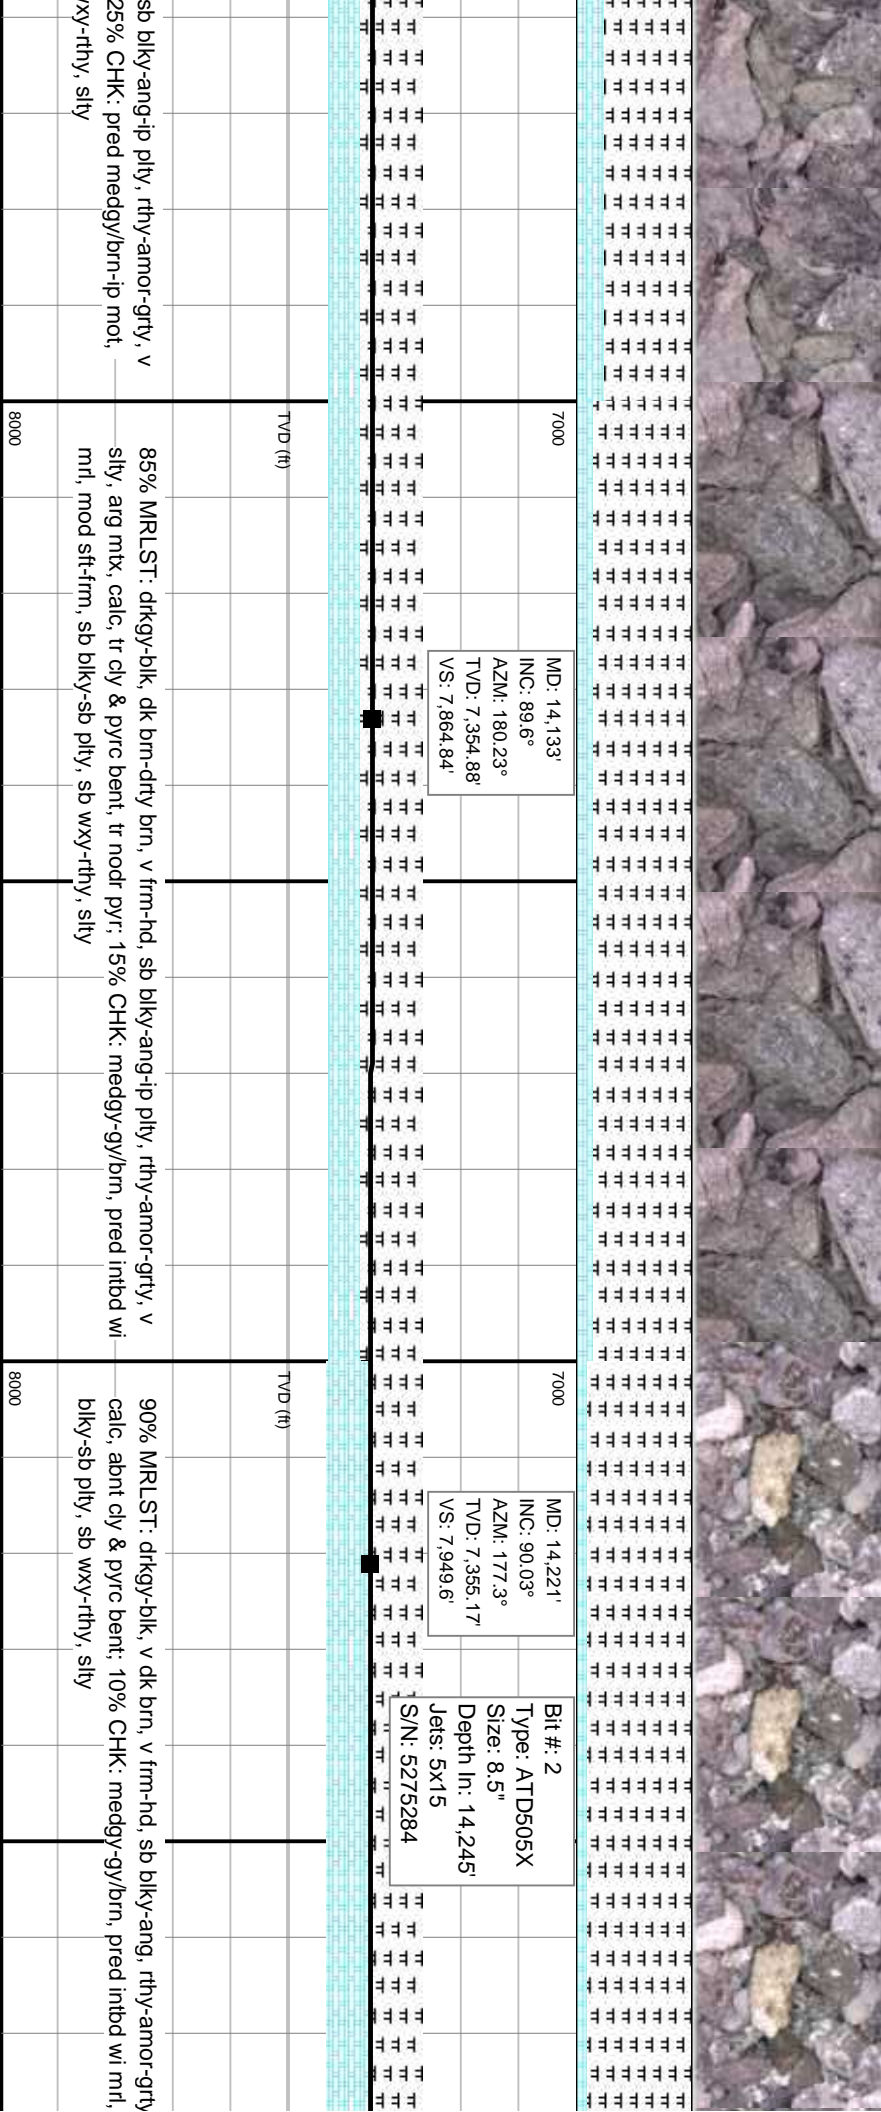 sb blky-ang-ip plty, rthy-amor-grty, v
25% CHK: pred medgy/brn-ip mot,
wxy-rthy, slty
7000
TVD (ft)
8000
85% MRLST: drkgy-blk, dk brn-drty brn, v frm-hd, sb blky-ang-ip plty, rthy-amor-grty, v
slty, arg mtx, calc, tr cly & pyrc bent, tr nodr pyr; 15% CHK: medgy-gy/brn, pred intbd wi
mrl, mod sft-frm, sb blky-sb plty, sb wxy-rthy, slty
MD: 14,133'
INC: 89.6°
AZM: 180.23°
TVD: 7,354.88'
VS: 7,864.84'
7000
TVD (ft)
8000
90% MRLST: drkgy-blk, v dk brn, v frm-hd, sb blky-ang, rthy-amor-grty
calc, abnt cly & pyrc bent; 10% CHK: medgy-gy/brn, pred intbd wi mrl,
blky-sb plty, sb wxy-rthy, slty
MD: 14,221'
INC: 90.03°
AZM: 177.3°
TVD: 7,355.17'
VS: 7,949.6'
Bit #: 2
Type: ATD505X
Size: 8.5"
Depth In: 14,245'
Jets: 5x15
S/N: 5275284